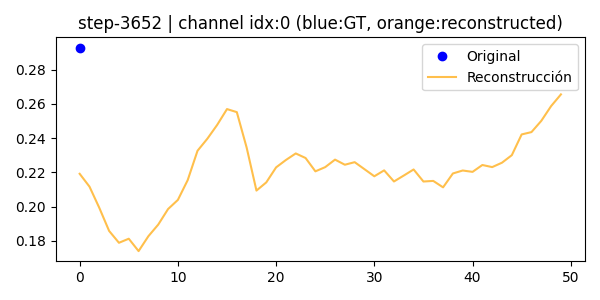 step-3652 | channel idx:0 (blue:GT, orange:reconstructed)
Original
Reconstrucción
0.28
0.26
0.24
0.22
0.20
0.18
0 10 20 30 40 50